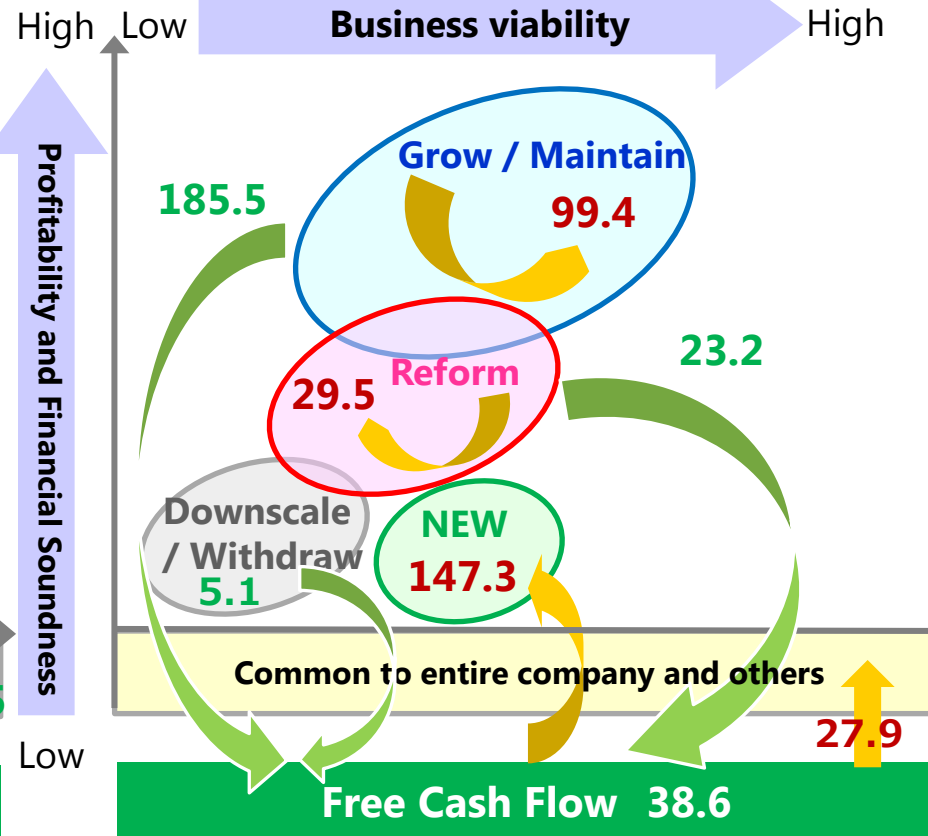 High
Low
Business viability
High
Profitability and Financial Soundness
Grow / Maintain
185.5
99.4
23.2
Reform
29.5
Downscale
/ Withdraw
5.1
NEW
147.3
Common to entire company and others
27.9
Low
Free Cash Flow 38.6